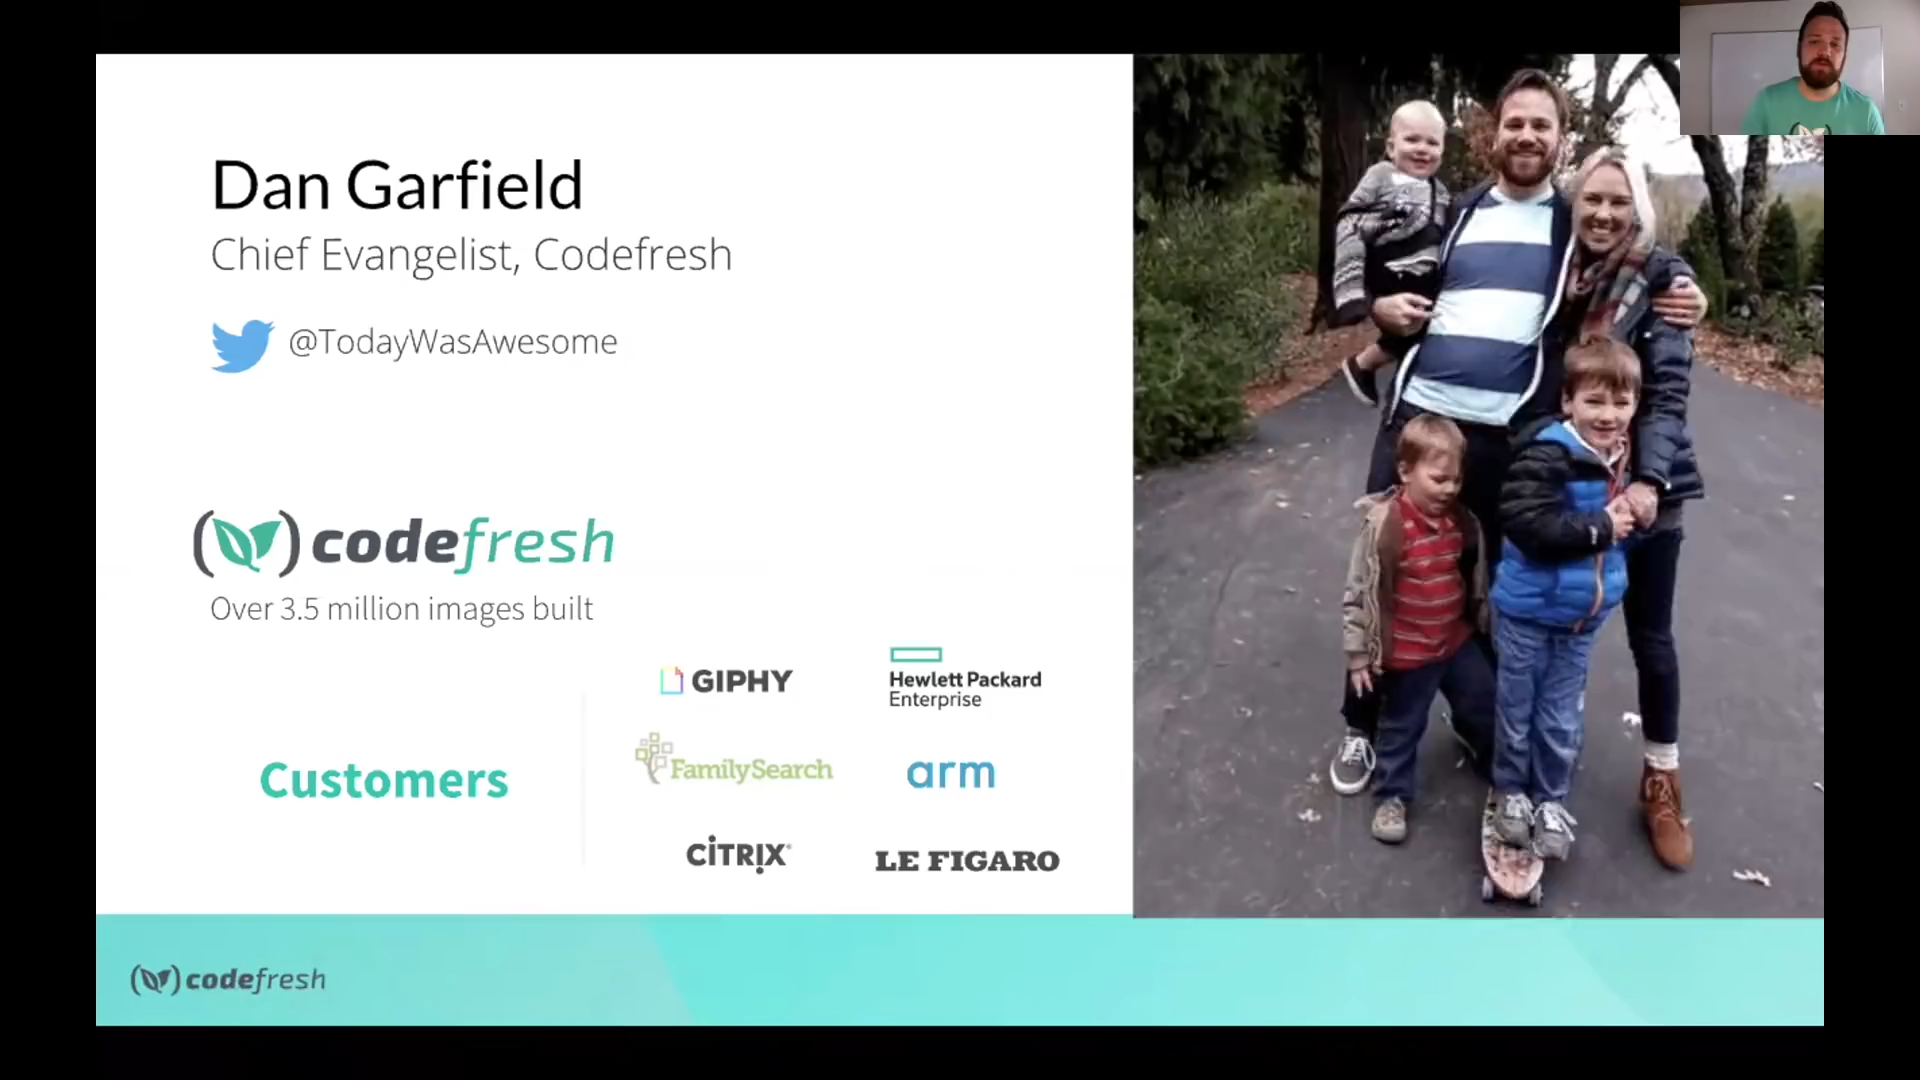 Dan Garfield
Chief Evangelist, Codefresh
@TodayWasAwesome
codefresh
Over 3.5 million images built
Customers
GIPHY
Hewlett Packard
Enterprise
FamilySearch
arm
CITRIX
LE FIGARO
codefresh